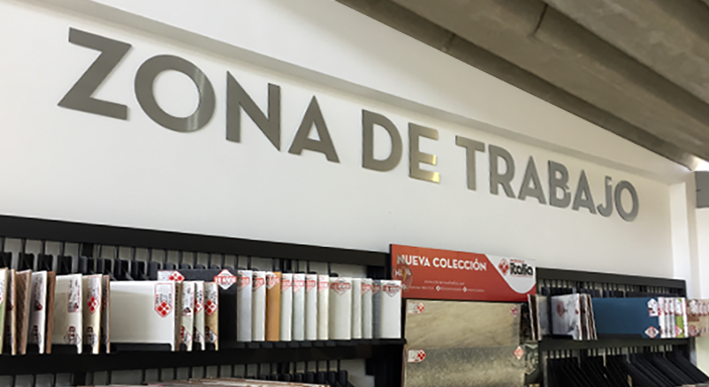 ZONA DE TRABAJO
NUEVA COLECCIÓN
italia